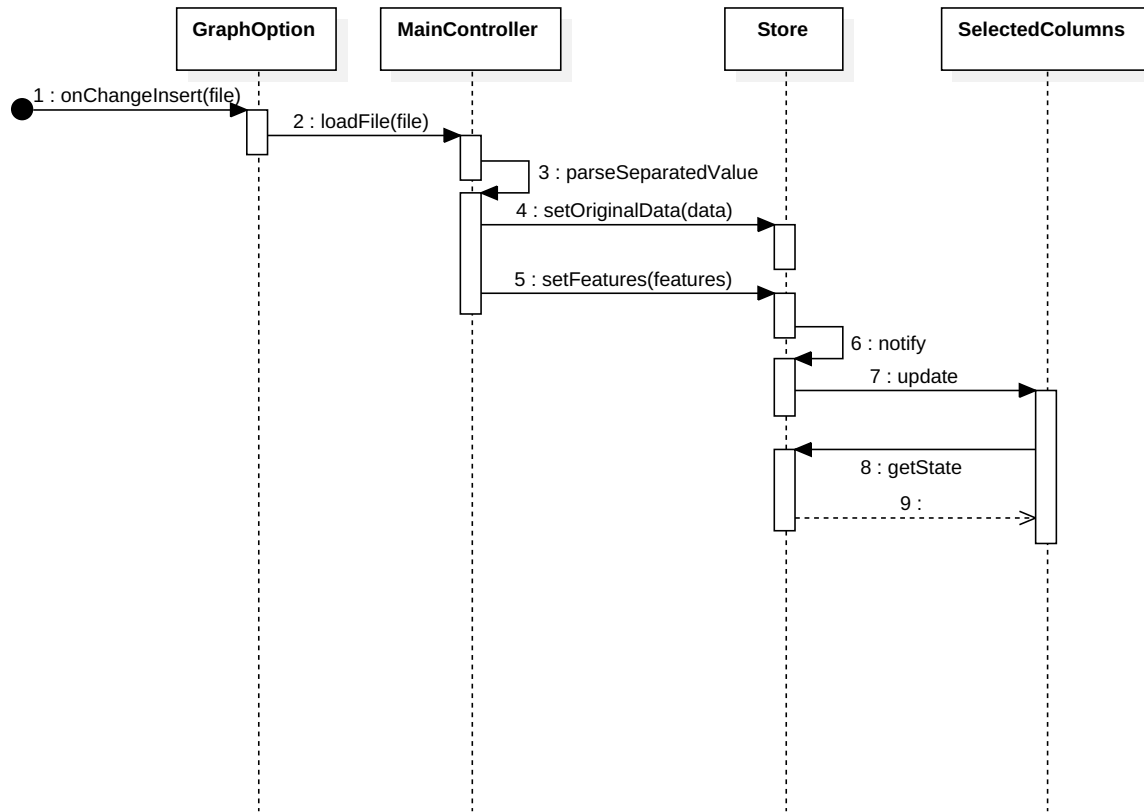 GraphOption
MainController
Store
SelectedColumns
1 : onChangeInsert(file)
2 : loadFile(file)
3 : parseSeparatedValue
4 : setOriginalData(data)
5 : setFeatures(features)
6 : notify
7 : update
8 : getState
9 :